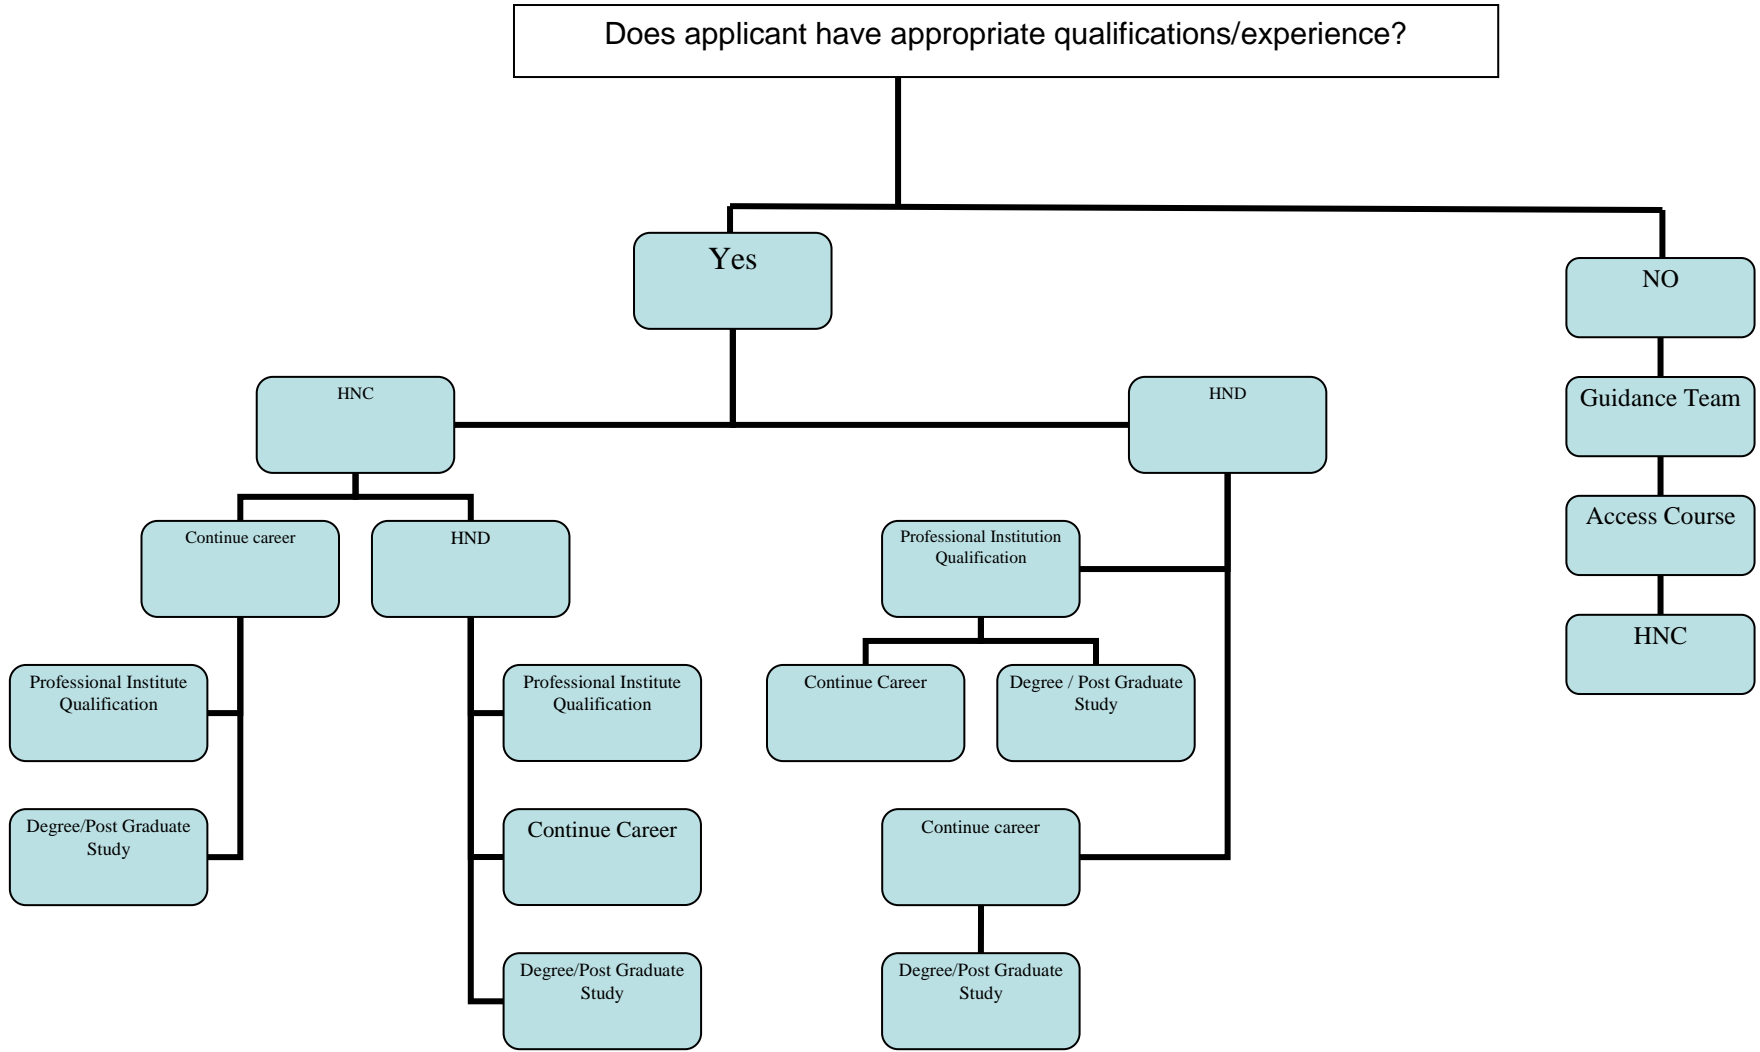 Does applicant have appropriate qualifications/experience?
Yes
NO
HNC
HND
Guidance Team
Continue career
HND
Professional Institution
Qualification
Access Course
HNC
Professional Institute
Qualification
Professional Institute
Qualification
Continue Career
Degree / Post Graduate
Study
Degree/Post Graduate
Study
Continue Career
Continue career
Degree/Post Graduate
Study
Degree/Post Graduate
Study